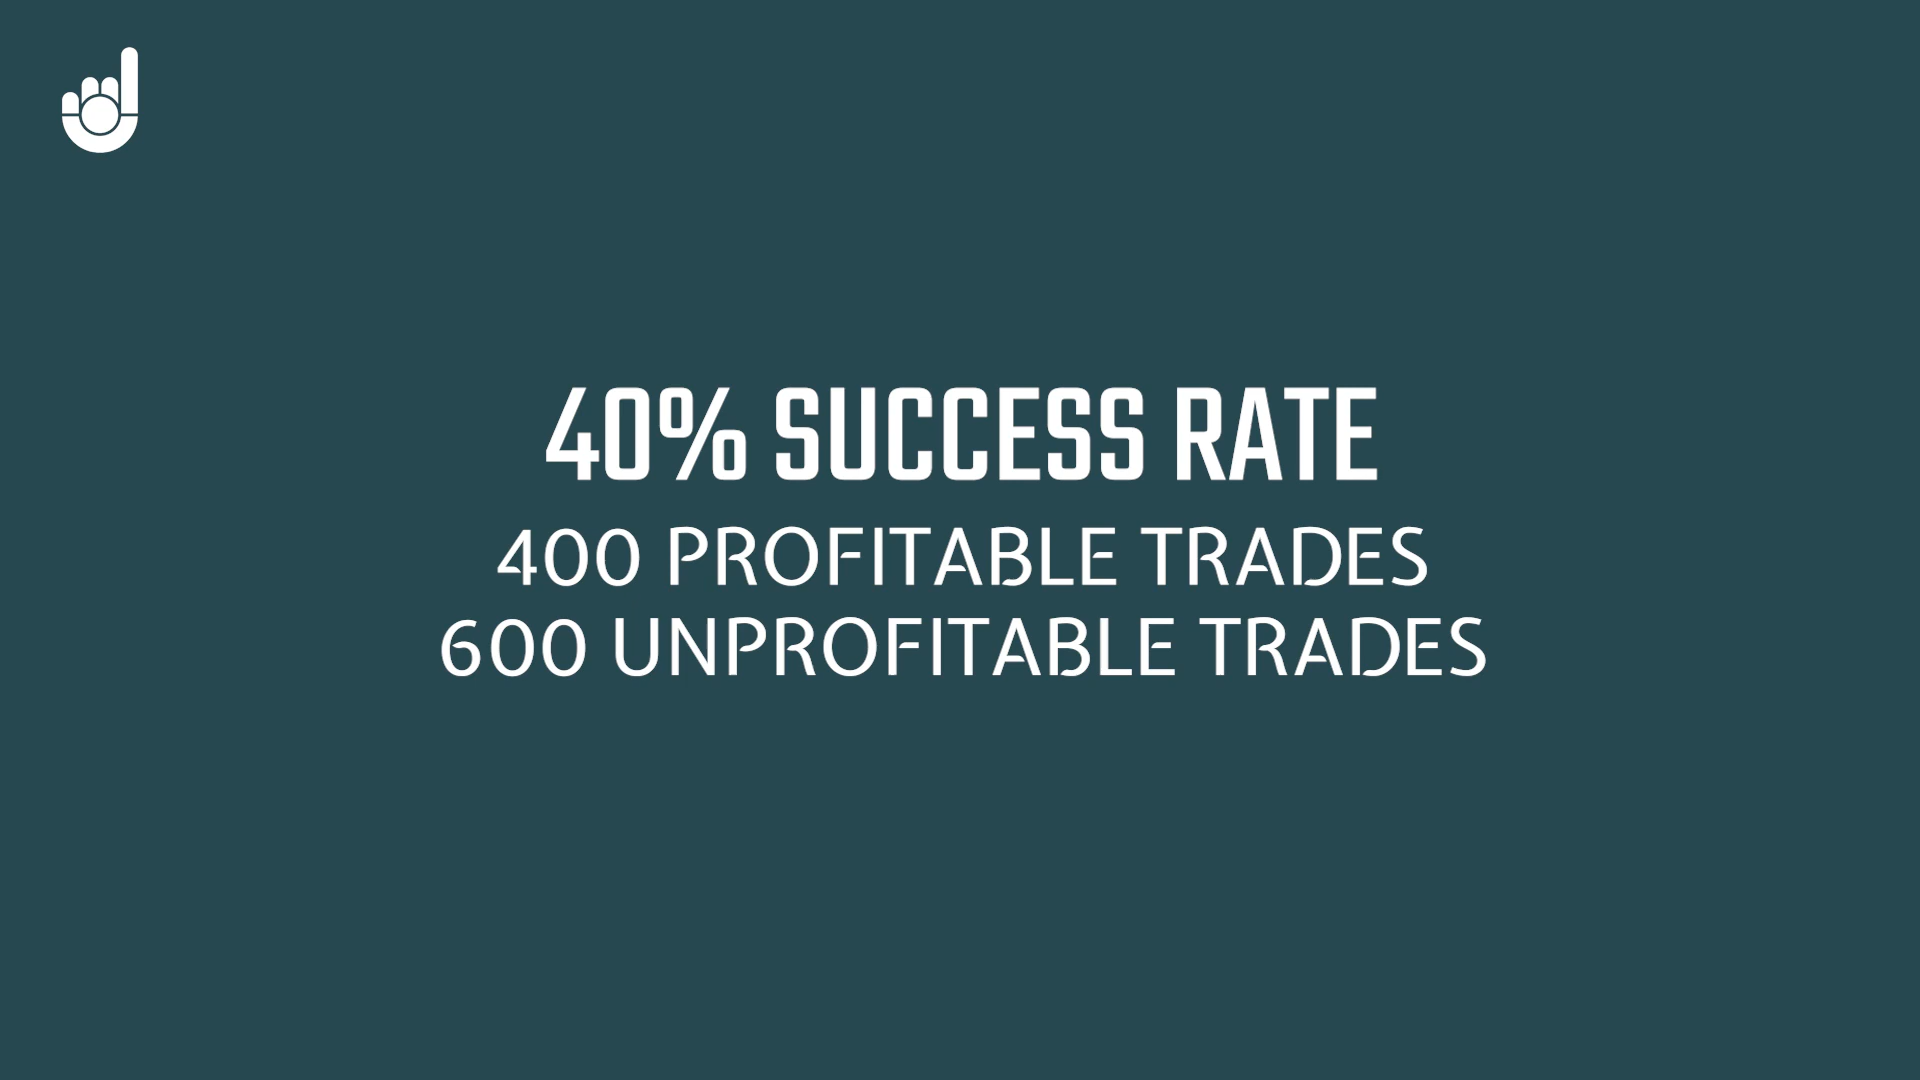 40% SUCCESS RATE
400 PROFITABLE TRADES
600 UNPROFITABLE TRADES